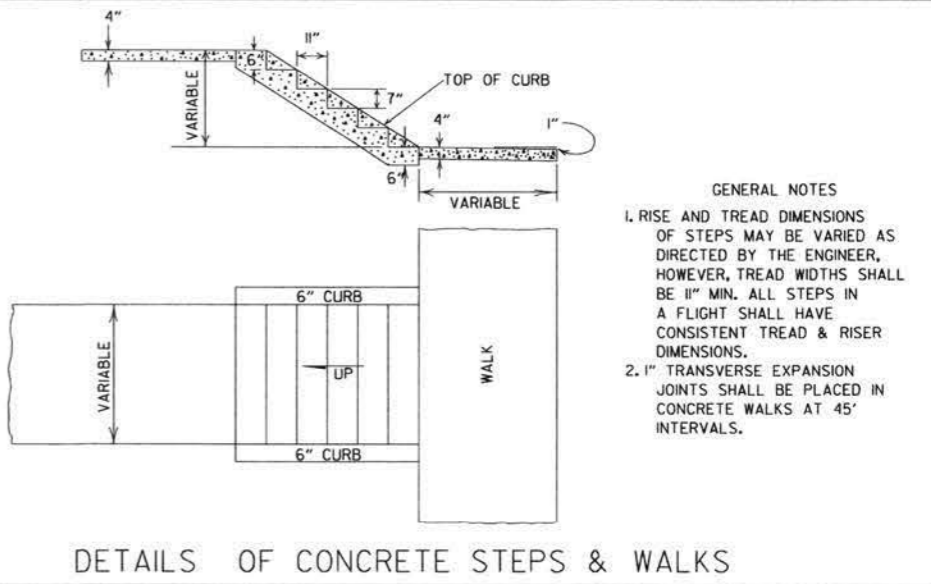 4"
11"
6"
7"
TOP OF CURB
VARIABLE
4"
1"
6"
VARIABLE
GENERAL NOTES
1. RISE AND TREAD DIMENSIONS
OF STEPS MAY BE VARIED AS
DIRECTED BY THE ENGINEER,
HOWEVER, TREAD WIDTHS SHALL
BE 11" MIN. ALL STEPS IN
A FLIGHT SHALL HAVE
CONSISTENT TREAD & RISER
DIMENSIONS.
2. 1" TRANSVERSE EXPANSION
JOINTS SHALL BE PLACED IN
CONCRETE WALKS AT 45'
INTERVALS.
6" CURB
VARIABLE
UP
WALK
6" CURB
DETAILS OF CONCRETE STEPS & WALKS